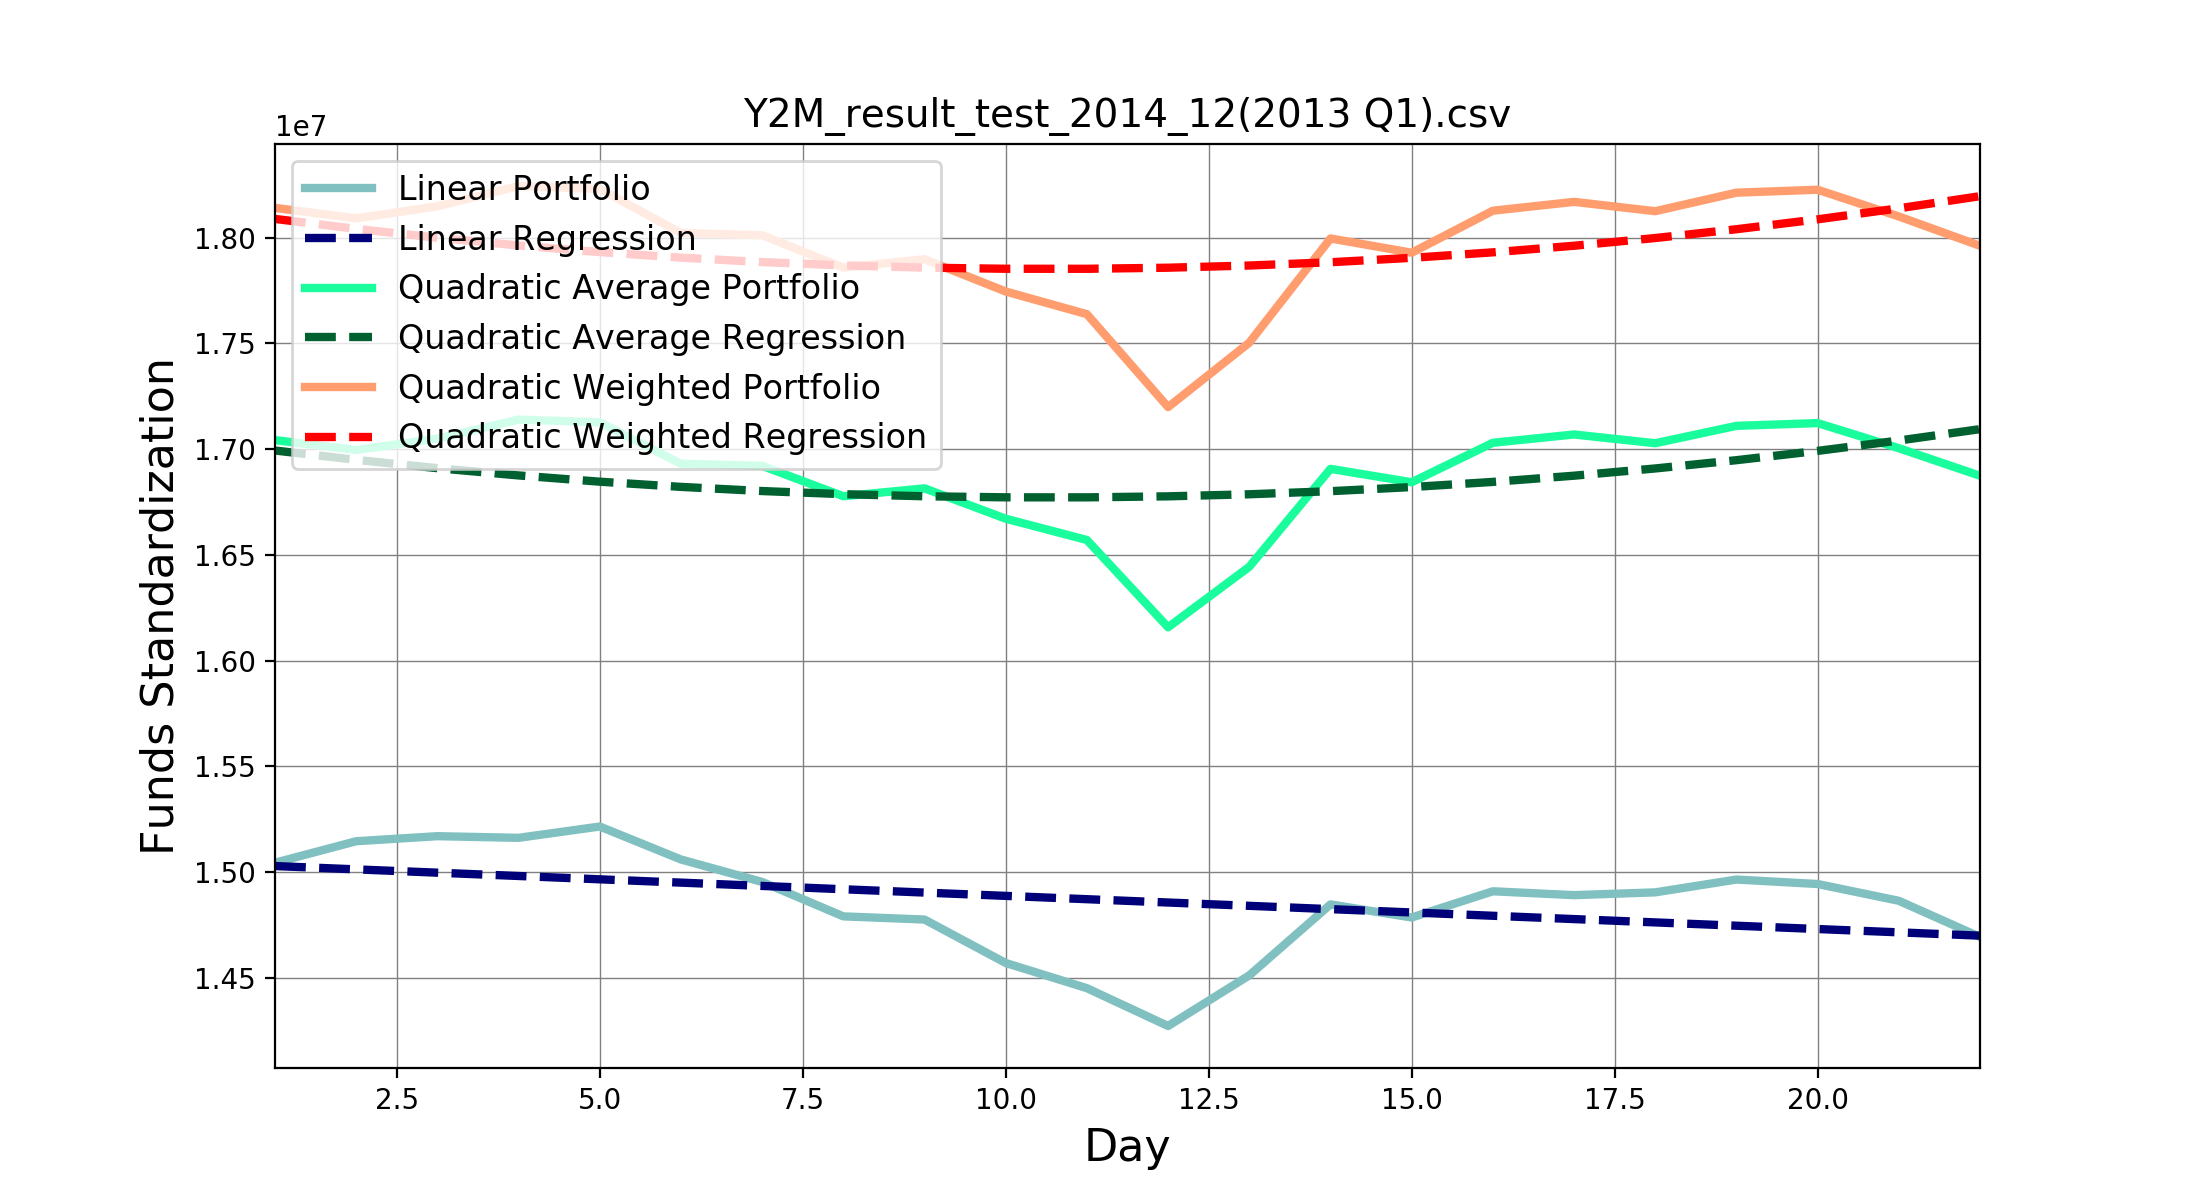 Y2M_result_test_2014_12(2013 Q1).csv
1e7
Linear Portfolio
Linear Regression
Quadratic Average Portfolio
Quadratic Average Regression
Quadratic Weighted Portfolio
Quadratic Weighted Regression
1.80
1.75
1.70
1.65
1.60
1.55
1.50
1.45
Funds Standardization
2.5 5.0 7.5 10.0 12.5 15.0 17.5 20.0
Day